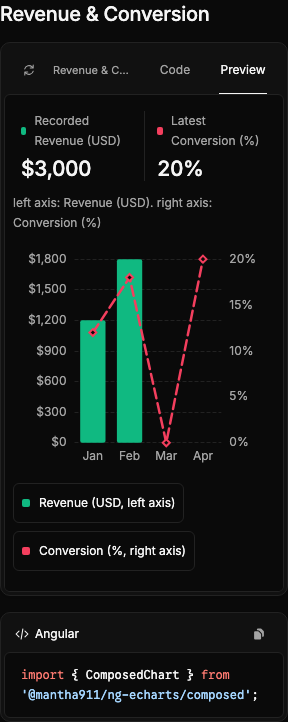 Revenue & Conversion
Revenue & C...
Code
Preview
Recorded
Revenue (USD)
$3,000
Latest
Conversion (%)
20%
left axis: Revenue (USD). right axis:
Conversion (%)
$1,800
$1,500
$1,200
$900
$600
$300
$0
20%
15%
10%
5%
0%
Jan Feb Mar Apr
Revenue (USD, left axis)
Conversion (%, right axis)
</> Angular
import { ComposedChart } from
'@mantha911/ng-echarts/composed';